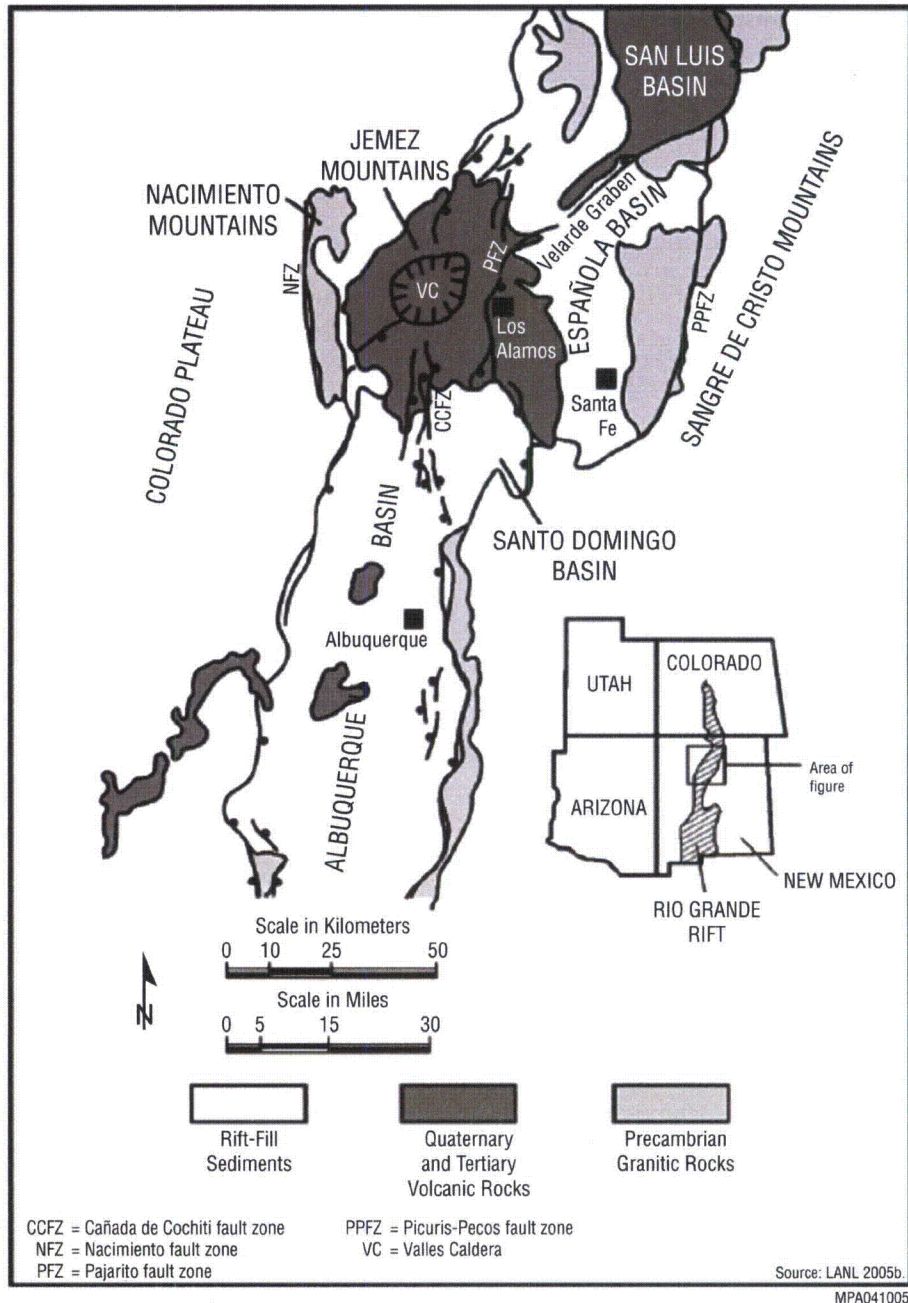 SAN LUIS
BASIN
JEMEZ
MOUNTAINS
NACIMIENTO
MOUNTAINS
Velarde Graben
ESPAÑOLA BASIN
SANGRE DE CRISTO MOUNTAINS
NFZ
PFZ
VC
PPFZ
COLORADO PLATEAU
Los
Alamos
Santa
Fe
CCFZ
BASIN
SANTO DOMINGO
BASIN
Albuquerque
ALBUQUERQUE
UTAH
COLORADO
ARIZONA
Area of
figure
NEW MEXICO
RIO GRANDE
RIFT
Scale in Kilometers
0 10 25 50
N
Scale in Miles
0 5 15 30
Rift-Fill
Sediments
Quaternary
and Tertiary
Volcanic Rocks
Precambrian
Granitic Rocks
CCFZ = Cañada de Cochiti fault zone
NFZ = Nacimiento fault zone
PFZ = Pajarito fault zone
PPFZ = Picuris-Pecos fault zone
VC = Valles Caldera
Source: LANL 2005b.
MPA041005